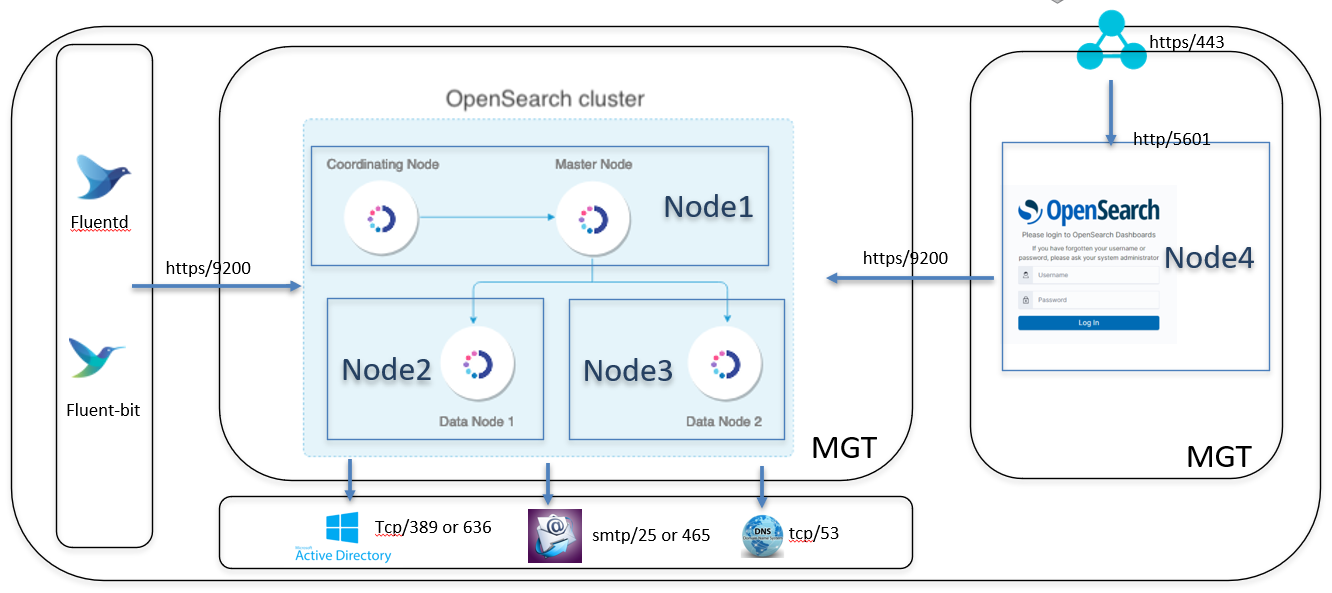 https/443
OpenSearch cluster
http/5601
Coordinating Node
Master Node
Node1
OpenSearch
Please login to OpenSearch Dashboards
If you have forgotten your username or
password, please ask your system administrator
Username
Password
Log In
Node4
Fluentd
https/9200
https/9200
Node2
Node3
Fluent-bit
Data Node 1
Data Node 2
MGT
MGT
Microsoft
Active Directory
Tcp/389 or 636
@
smtp/25 or 465
DNS
Domain Name System
tcp/53